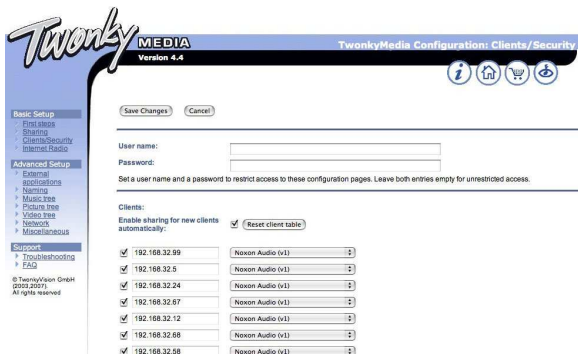 Twonky
MEDIA
Version 4.4
TwonkyMedia Configuration: Clients/Security
Basic Setup
First steps
Sharing
Clients/Security
Internet Radio
Advanced Setup
External
applications
Naming
Music tree
Picture tree
Video tree
Network
Miscellaneous
Support
Troubleshooting
FAQ
© TwonkyVision GmbH
(2003,2007).
All rights reserved
Save Changes Cancel
User name:
Password:
Set a user name and a password to restrict access to these configuration pages. Leave both entries empty for unrestricted access.
Clients:
Enable sharing for new clients
automatically:
Reset client table
192.168.32.99 Noxon Audio (v1)
192.168.32.5 Noxon Audio (v1)
192.168.32.24 Noxon Audio (v1)
192.168.32.67 Noxon Audio (v1)
192.168.32.12 Noxon Audio (v1)
192.168.32.68 Noxon Audio (v1)
192.168.32.58 Noxon Audio (v1)